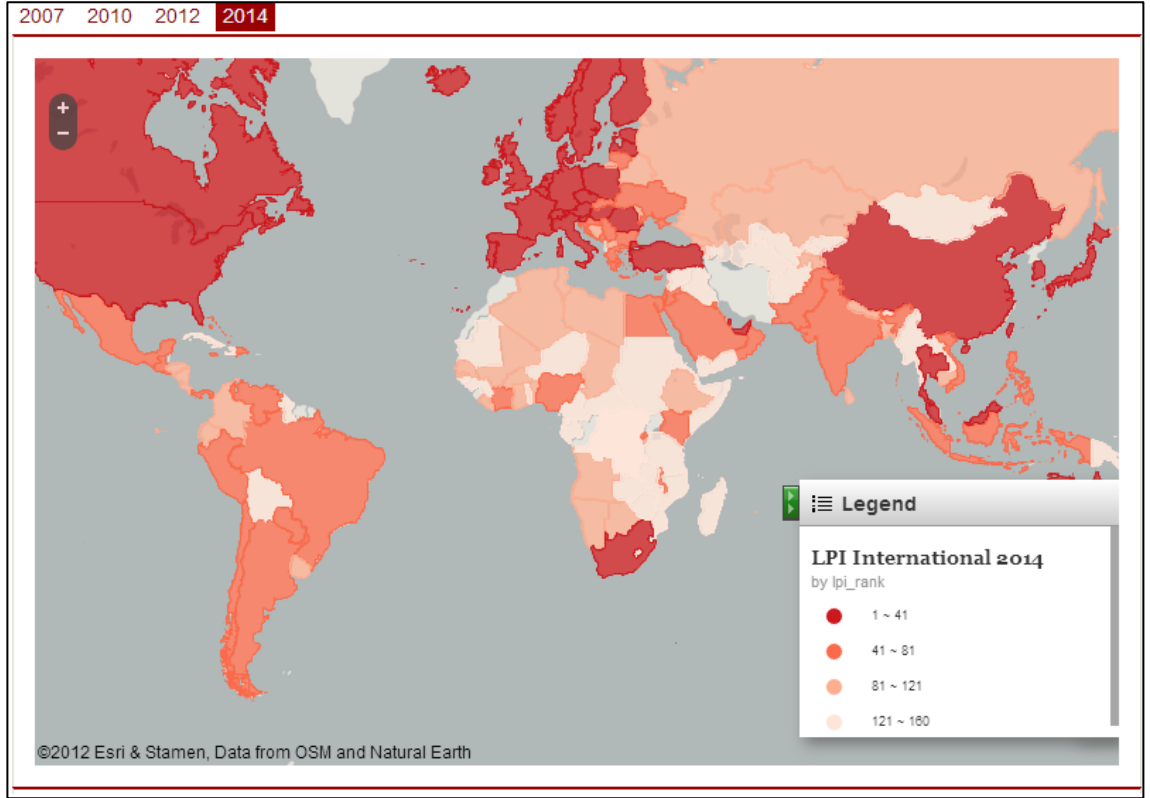 2007 2010 2012 2014
+
−
Legend
LPI International 2014
by lpi_rank
1 ~ 41
41 ~ 81
81 ~ 121
121 ~ 160
©2012 Esri & Stamen, Data from OSM and Natural Earth